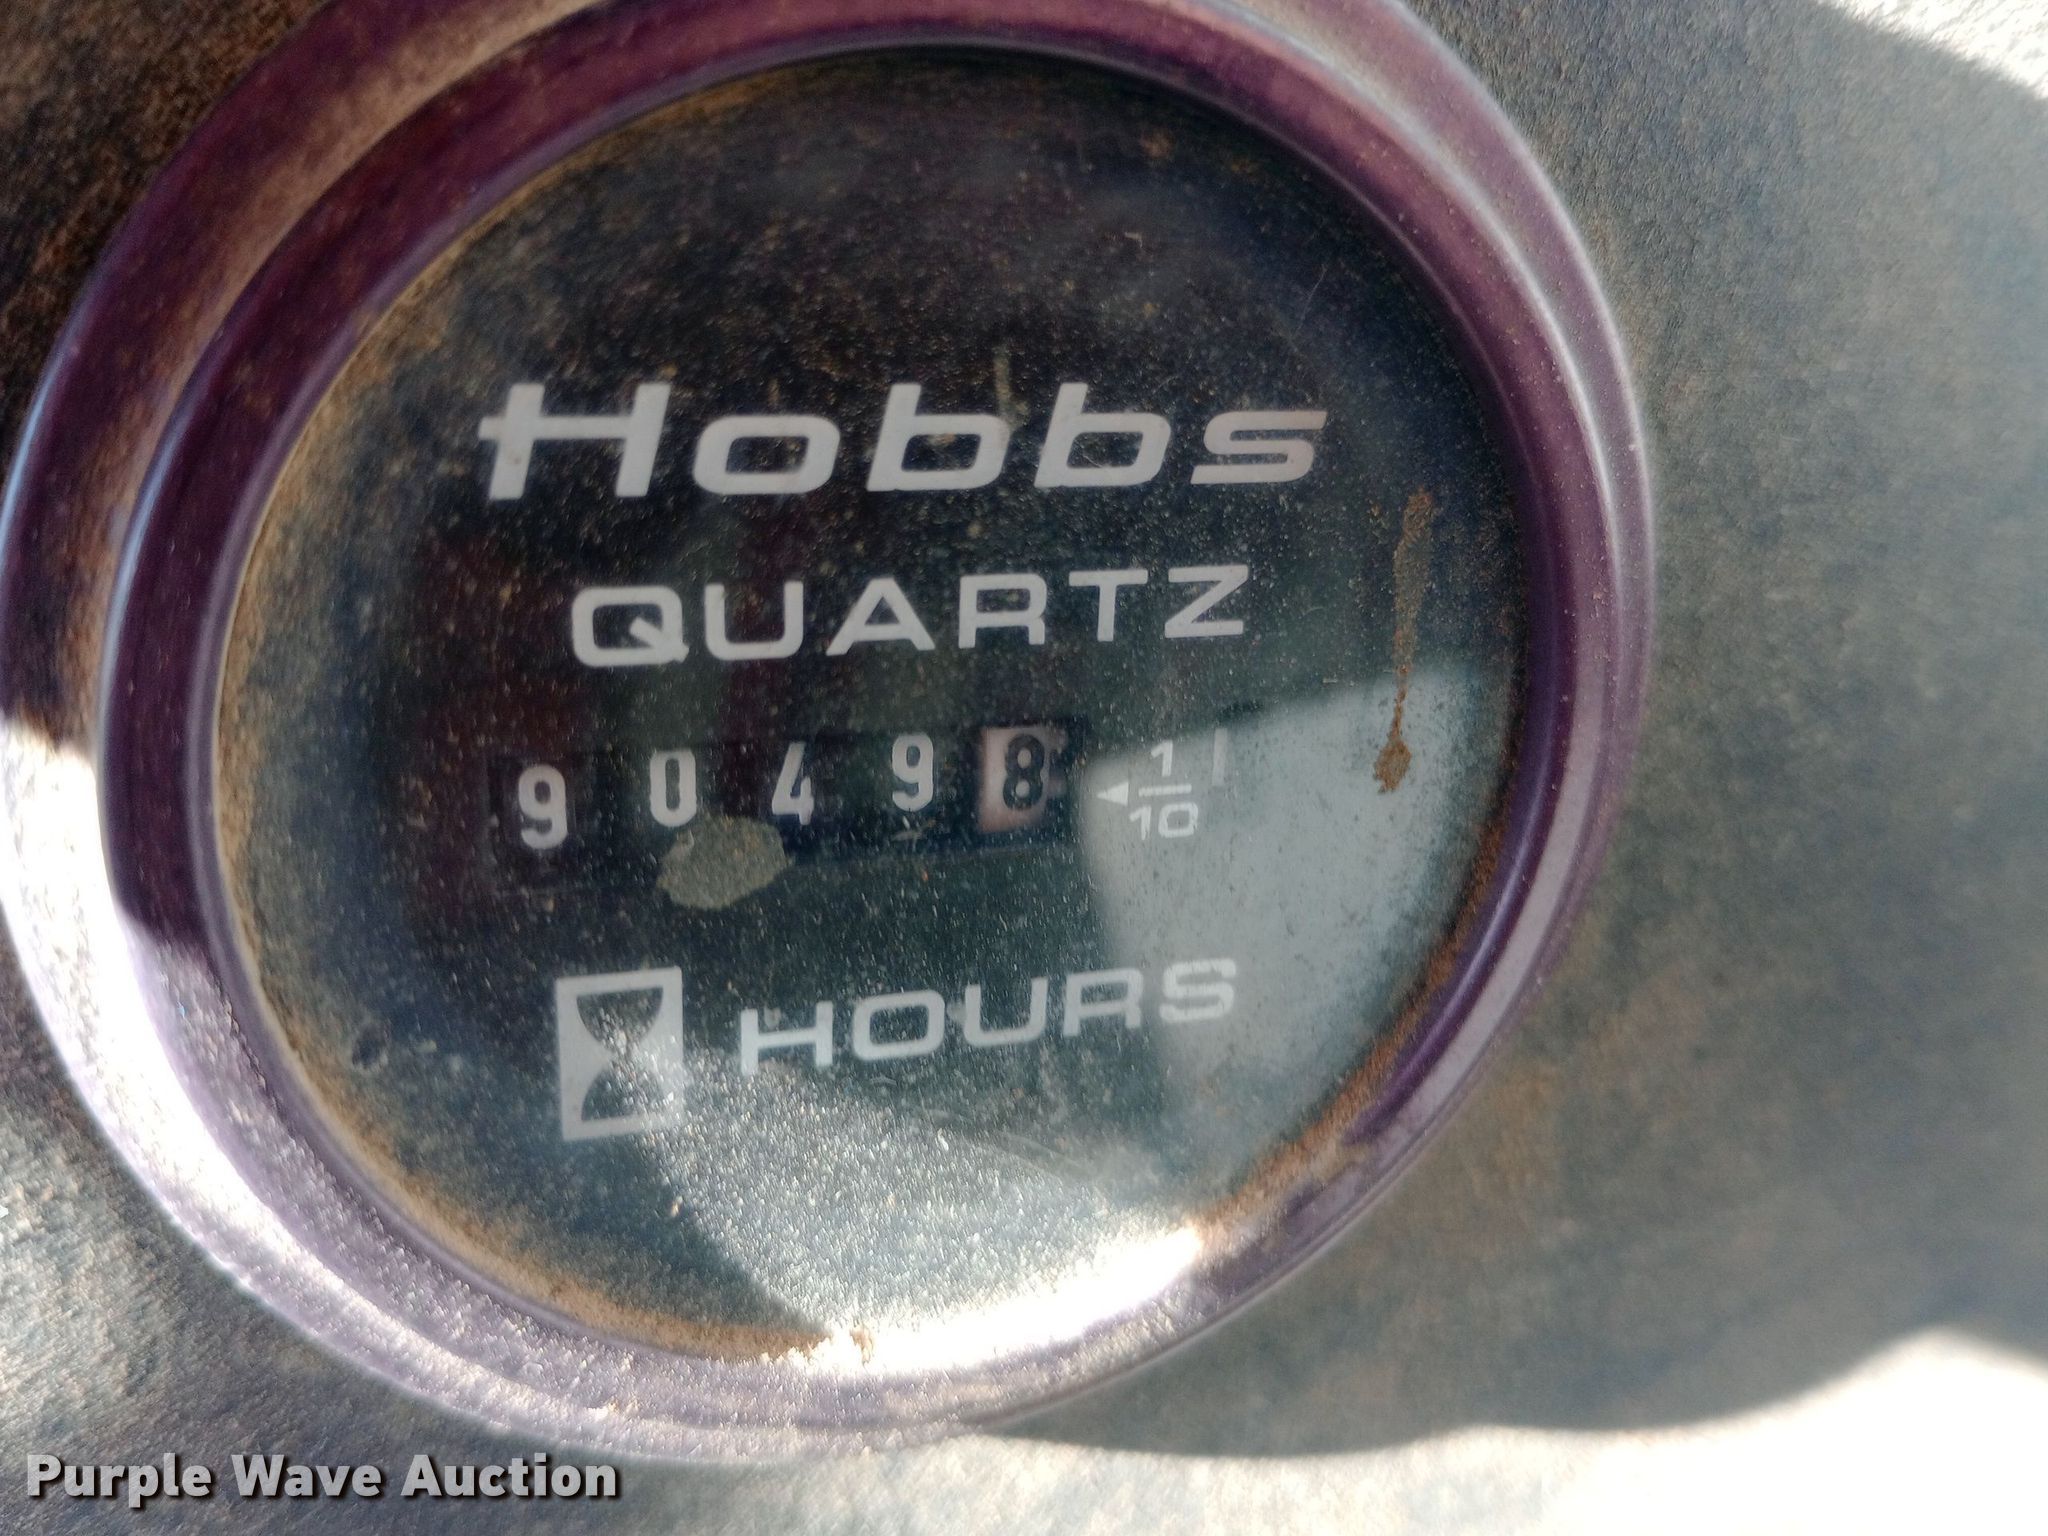 Hobbs
QUARTZ
9 0 4 9 8 1/10
HOURS
Purple Wave Auction